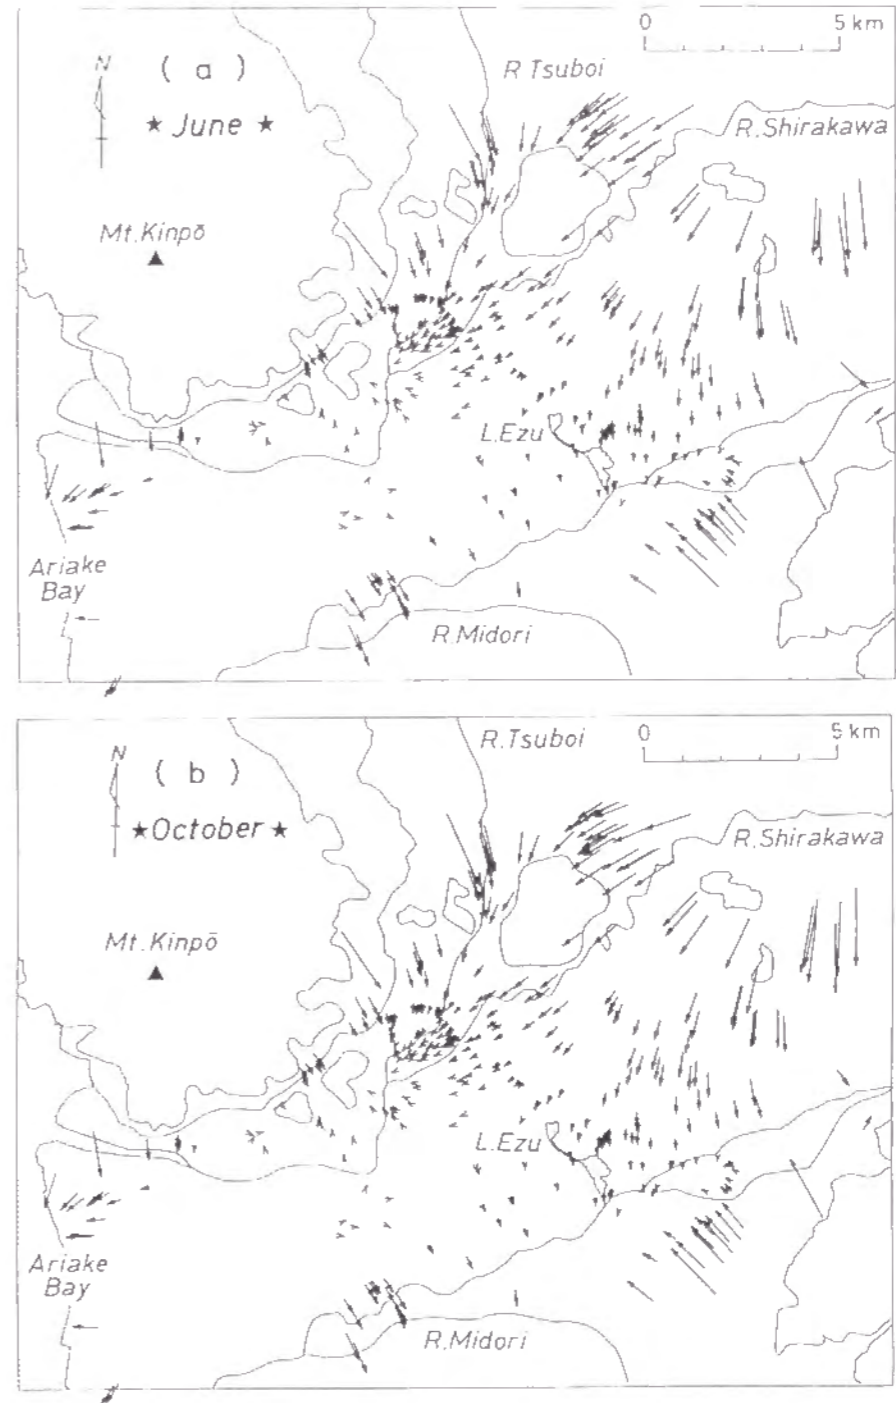 0 5 km
N
( a )
R.Tsuboi
★ June ★
R.Shirakawa
Mt.Kinpō
L.Ezu
Ariake
Bay
R.Midori
0 5 km
R.Tsuboi
N
( b )
★October★
R.Shirakawa
Mt.Kinpō
L.Ezu
Ariake
Bay
R.Midori